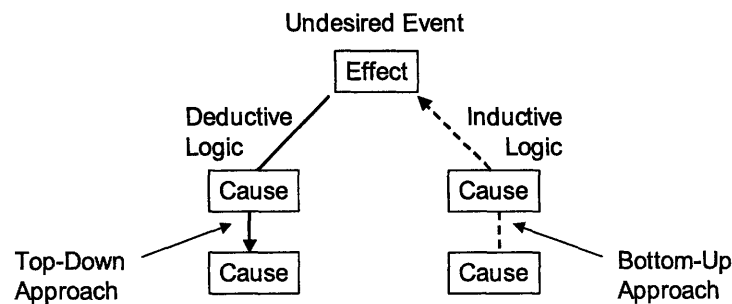 Undesired Event
Effect
Deductive
Logic
Inductive
Logic
Cause
Cause
Top-Down
Approach
Cause
Cause
Bottom-Up
Approach